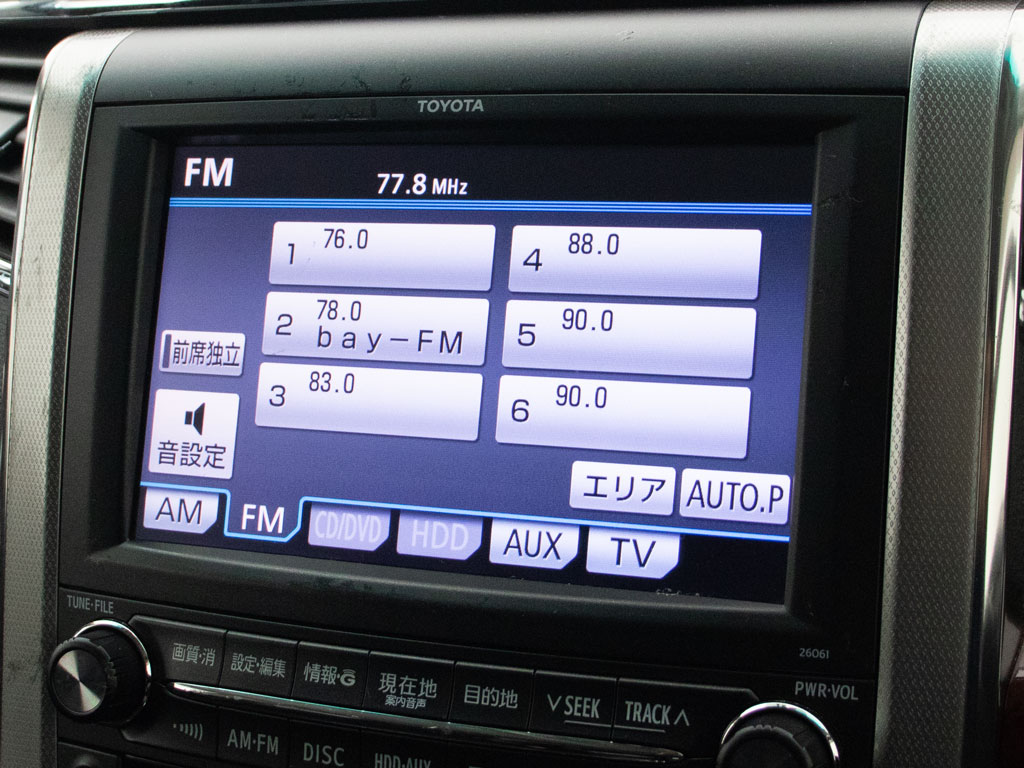 TOYOTA
FM
77.8 MHz
1 76.0
4 88.0
2 78.0
bay-FM
5 90.0
3 83.0
6 90.0
前席独立
音設定
エリア
AUTO.P
AM
FM
CD/DVD
HDD
AUX
TV
TUNE·FILE
26061
画質·消
設定·編集
情報·G
現在地
案内音声
目的地
∨ SEEK
TRACK ∧
PWR·VOL
AM·FM
DISC
HDD·AUX